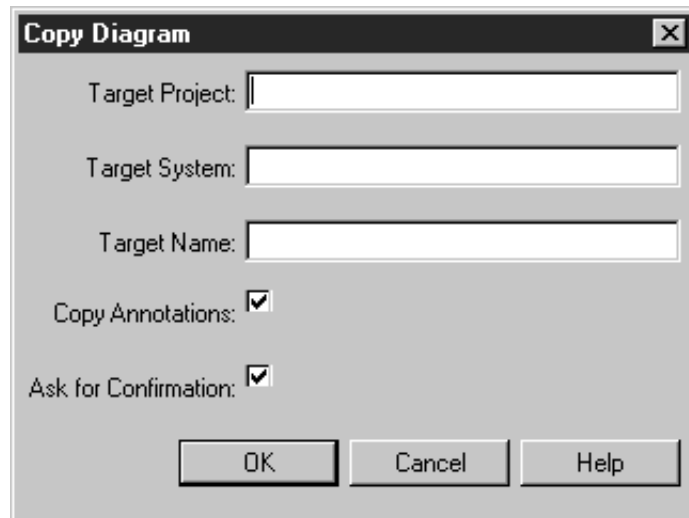 Copy Diagram
Target Project:
Target System:
Target Name:
Copy Annotations:
Ask for Confirmation:
OK Cancel Help